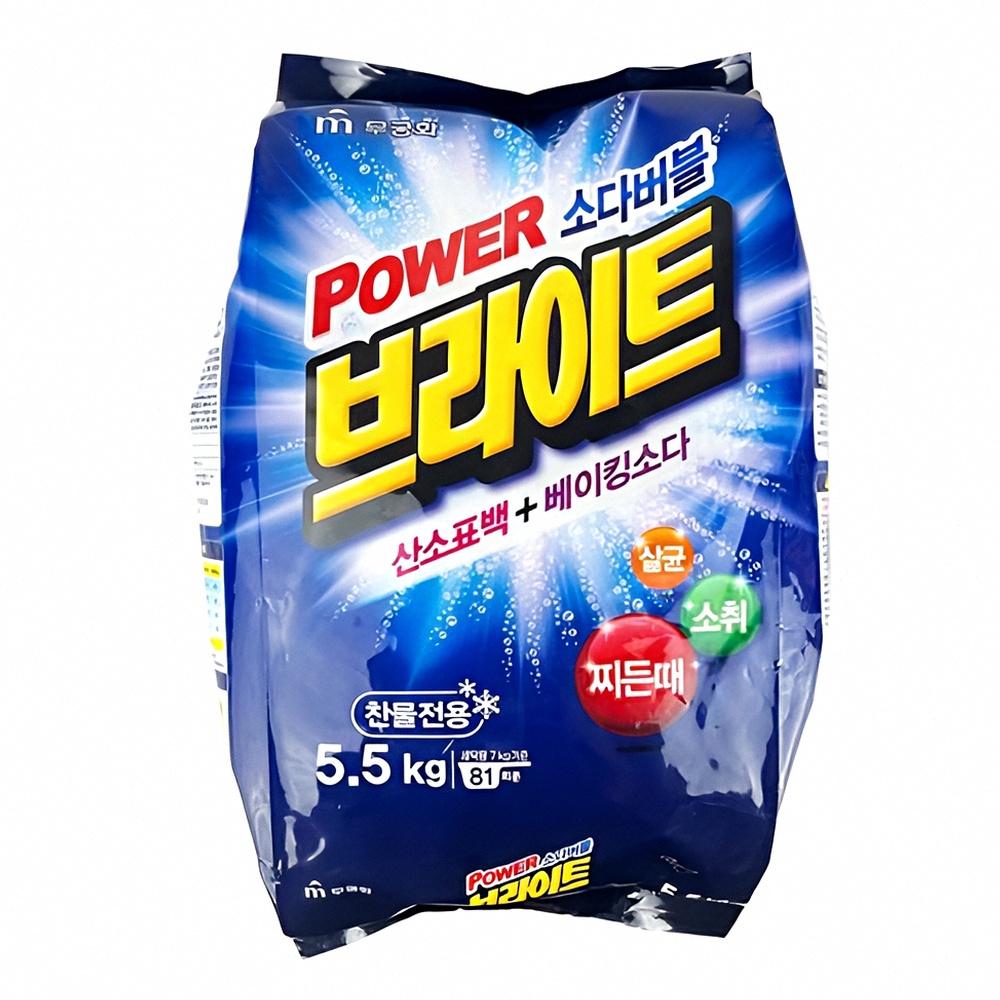 무궁화
POWER 소다버블
브라이트
산소표백 + 베이킹소다
살균
소취
찌든때
찬물전용
5.5 kg
81
무궁화
POWER 소다버블
브라이트